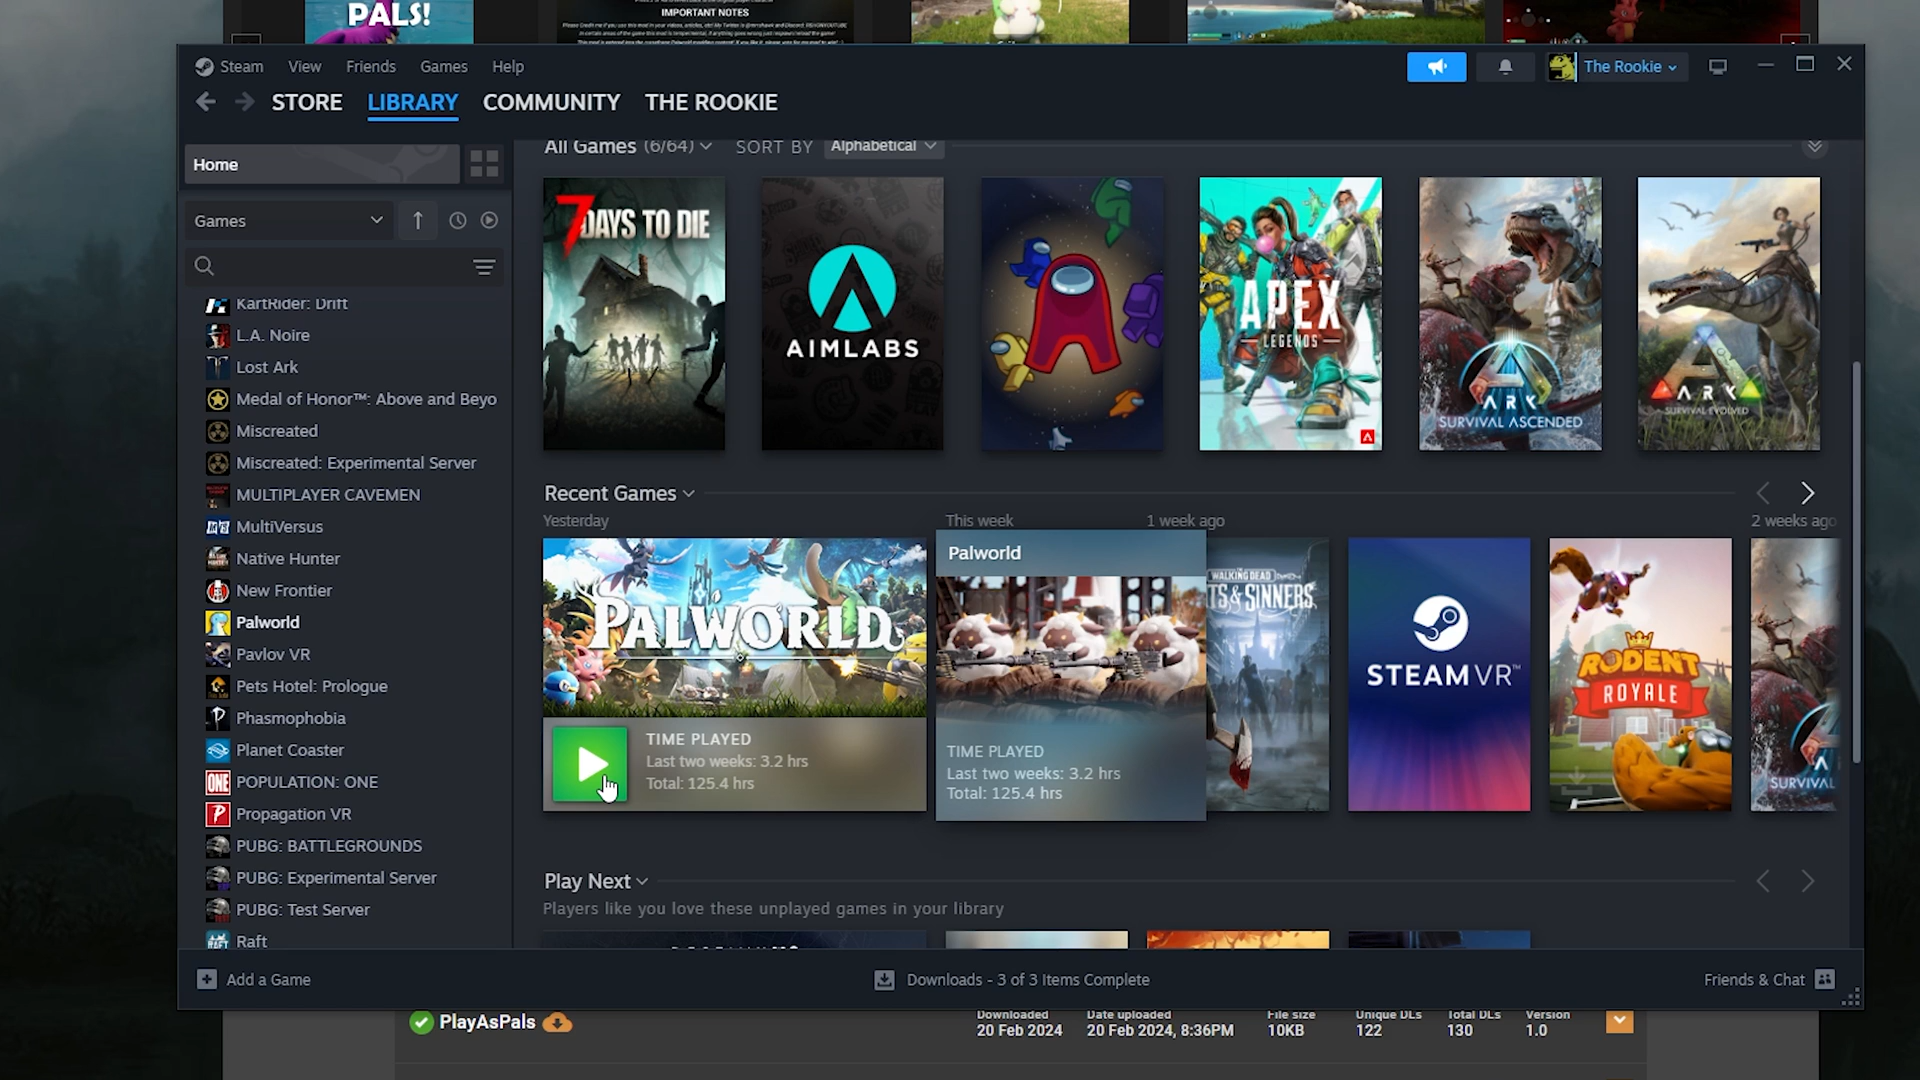 PALS!
IMPORTANT NOTES
Steam View Friends Games Help
The Rookie
STORE LIBRARY COMMUNITY THE ROOKIE
Home
Games
All Games (6/64) SORT BY Alphabetical
7 DAYS TO DIE
AIMLABS
APEX
LEGENDS
ARK
SURVIVAL ASCENDED
ARK
SURVIVAL EVOLVED
KartRider: Drift
L.A. Noire
Lost Ark
Medal of Honor™: Above and Beyo
Miscreated
Miscreated: Experimental Server
MULTIPLAYER CAVEMEN
MultiVersus
Native Hunter
New Frontier
Palworld
Pavlov VR
Pets Hotel: Prologue
Phasmophobia
Planet Coaster
POPULATION: ONE
Propagation VR
PUBG: BATTLEGROUNDS
PUBG: Experimental Server
PUBG: Test Server
Raft
Recent Games
Yesterday
This week
1 week ago
2 weeks ago
PALWORLD
TIME PLAYED
Last two weeks: 3.2 hrs
Total: 125.4 hrs
Palworld
TIME PLAYED
Last two weeks: 3.2 hrs
Total: 125.4 hrs
WALKING DEAD
TS & SINNERS
STEAMVR™
RODENT
ROYALE
SURVIVAL
Play Next
Players like you love these unplayed games in your library
Add a Game
Downloads - 3 of 3 Items Complete
Friends & Chat
PlayAsPals
Downloaded
20 Feb 2024
Date uploaded
20 Feb 2024, 8:36PM
File size
10KB
Unique DLs
122
Total DLs
130
Version
1.0